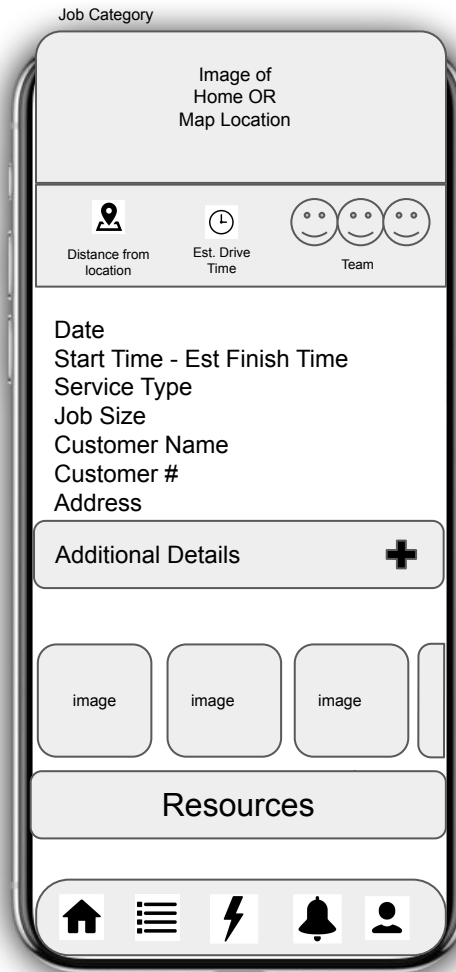 Job Category
Image of
Home OR
Map Location
Distance from
location
Est. Drive
Time
Team
Date
Start Time - Est Finish Time
Service Type
Job Size
Customer Name
Customer #
Address
Additional Details
image
image
image
Resources